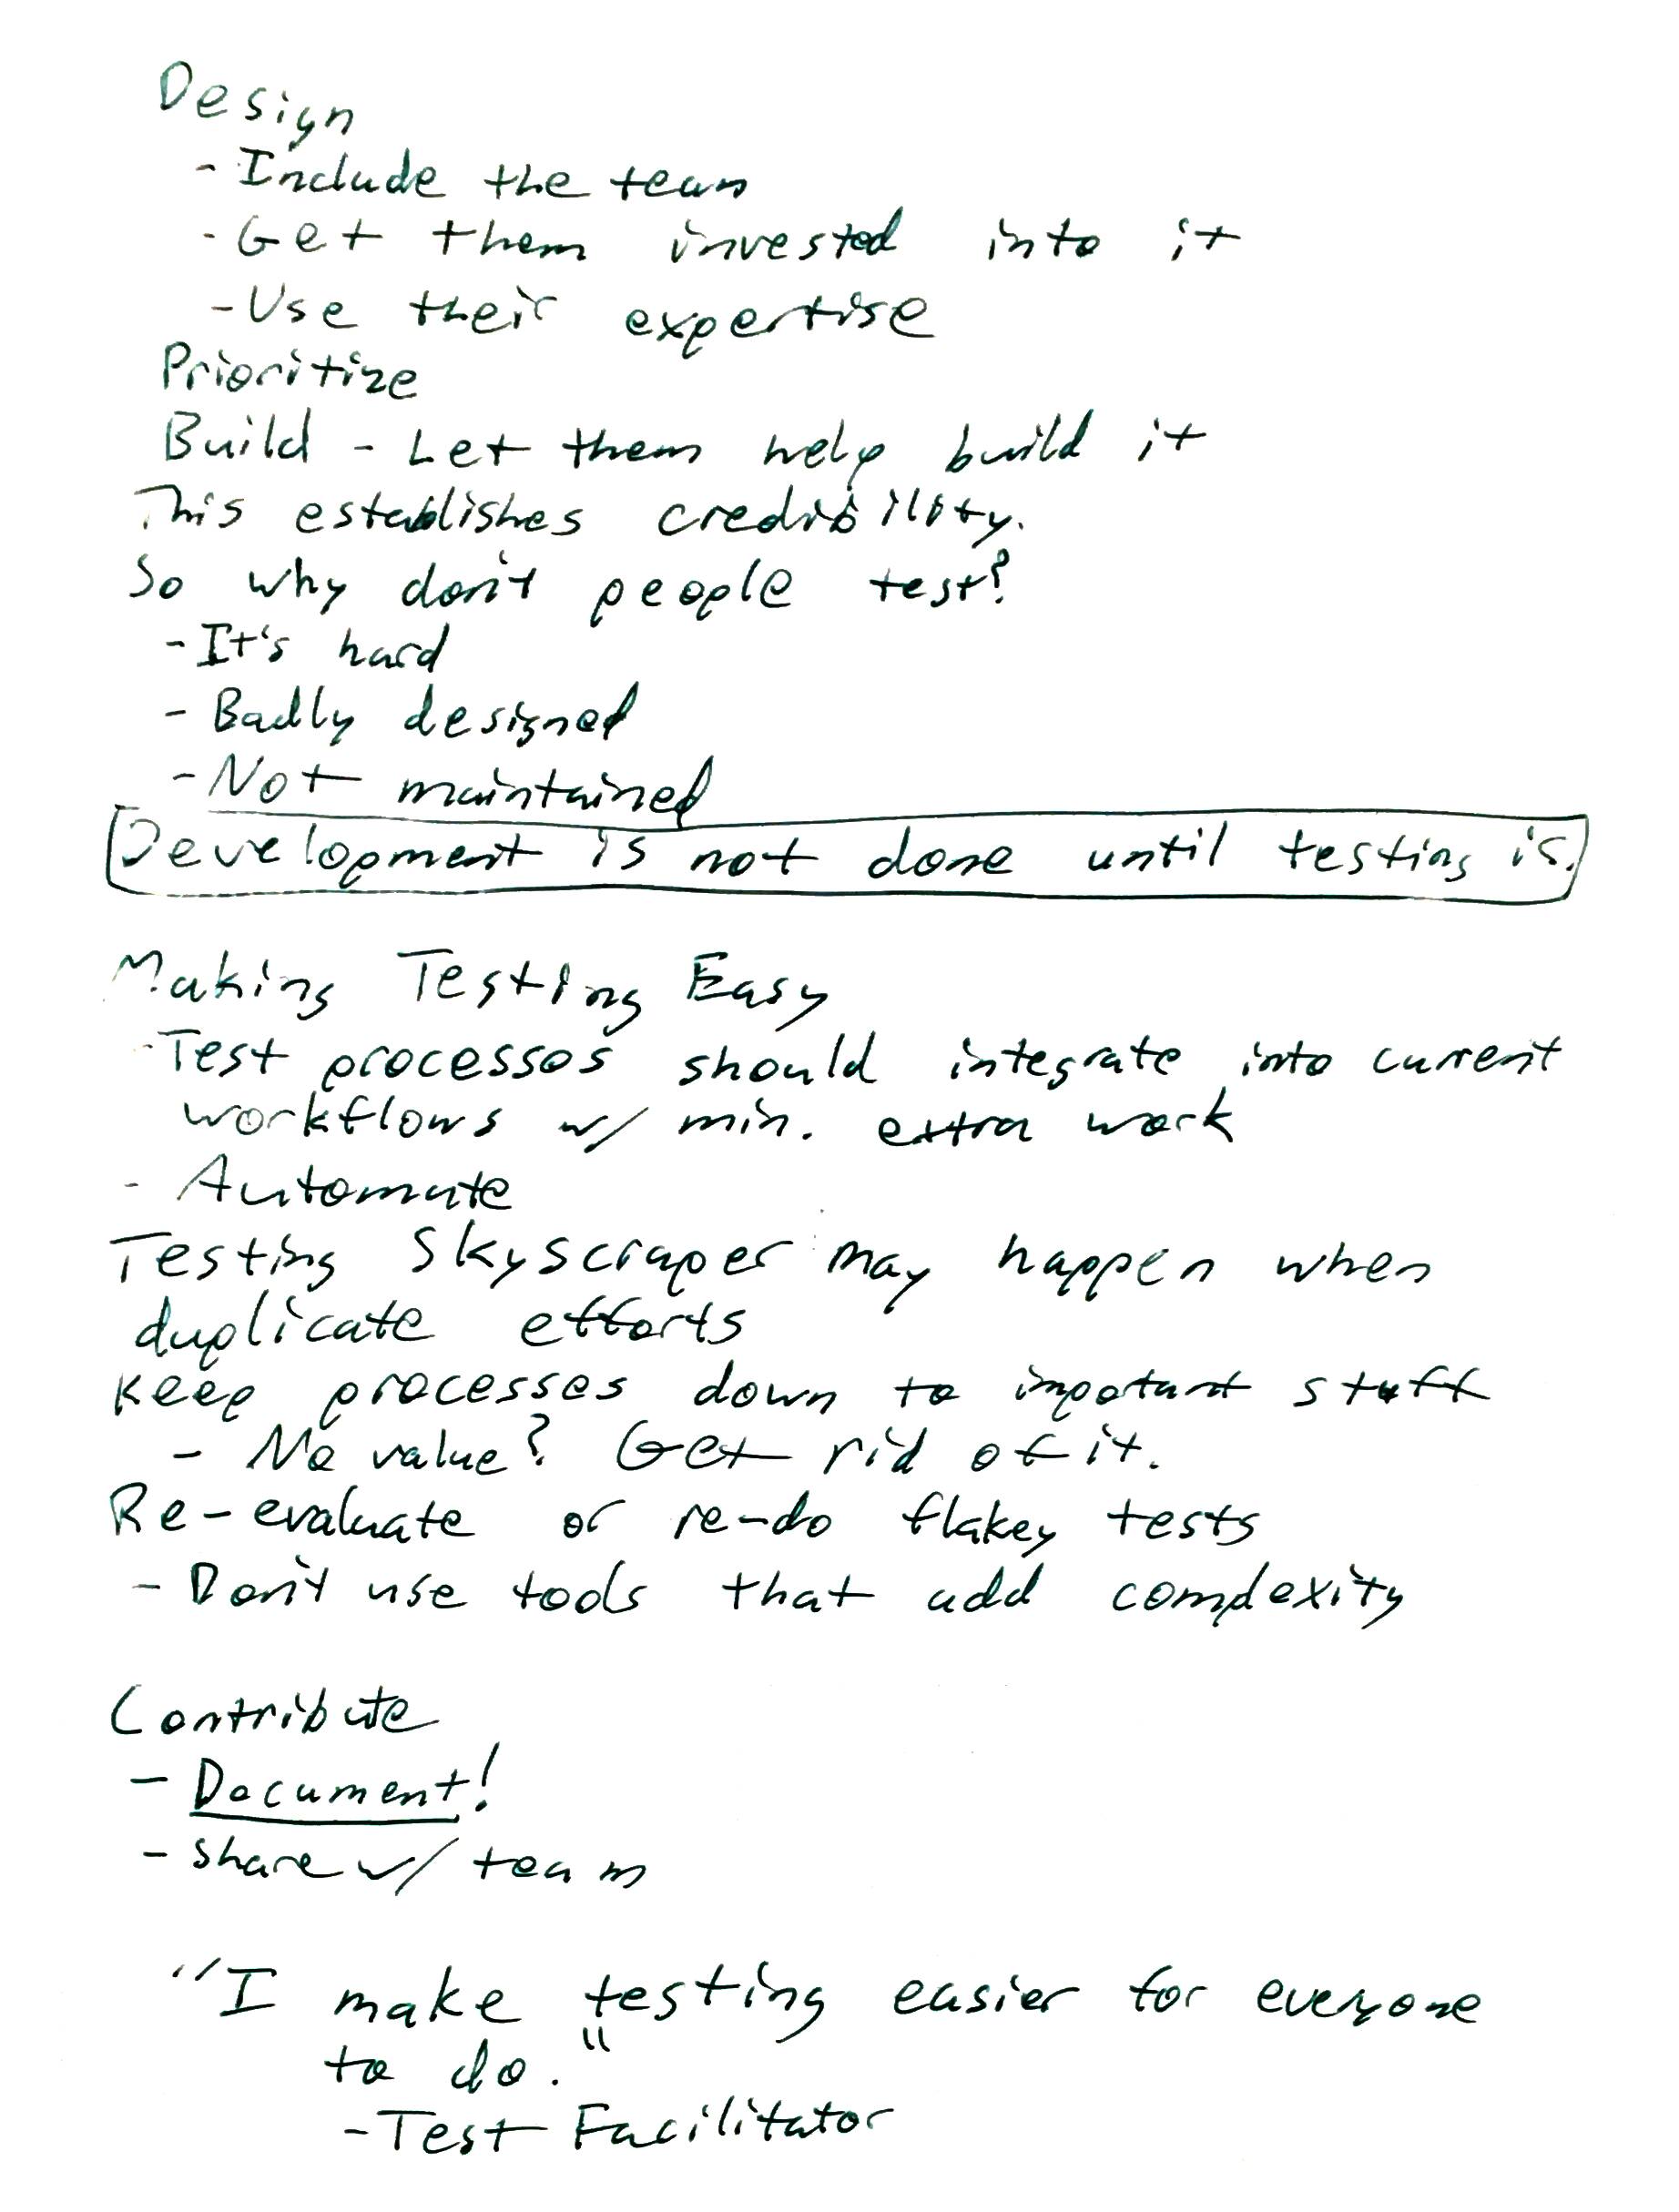 Design
- Include the team
- Get them invested into it
- Use their expertise
Prioritize
Build - Let them help build it
This establishes credibility.
So why don't people test?
- It's hard
- Badly designed
- Not maintained
Development is not done until testing is.
Making Testing Easy
- Test processes should integrate into current
workflows w/ min. extra work
- Automate
Testing Skyscraper may happen when
duplicate efforts
Keep processes down to important stuff
- No value? Get rid of it.
Re-evaluate or re-do flakey tests
- Don't use tools that add complexity
Contribute
- Document!
- Share w/ team
"I make testing easier for everyone
to do."
- Test Facilitator